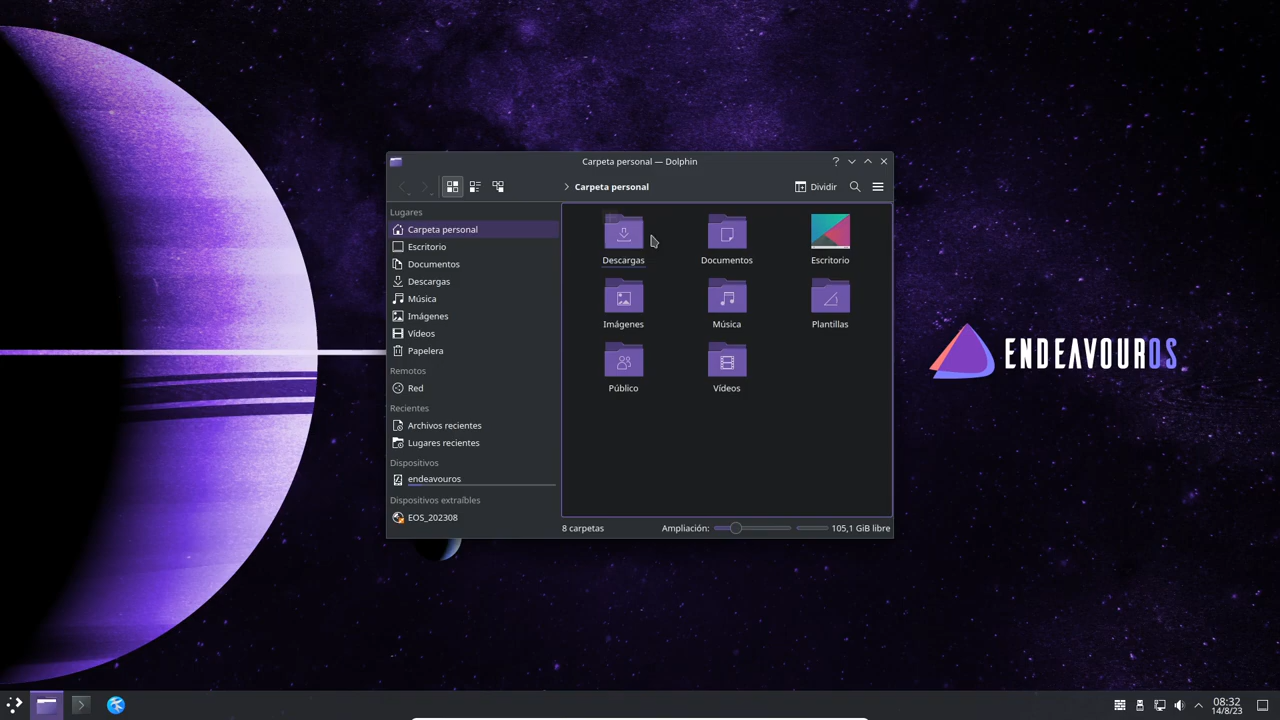 Carpeta personal — Dolphin
Carpeta personal
Dividir
Lugares
Carpeta personal
Escritorio
Documentos
Descargas
Música
Imágenes
Vídeos
Papelera
Remotos
Red
Recientes
Archivos recientes
Lugares recientes
Dispositivos
endeavouros
Dispositivos extraíbles
EOS_202308
Descargas
Documentos
Escritorio
Imágenes
Música
Plantillas
Público
Vídeos
8 carpetas
Ampliación:
105,1 GiB libre
ENDEAVOUROS
08:32
14/8/23